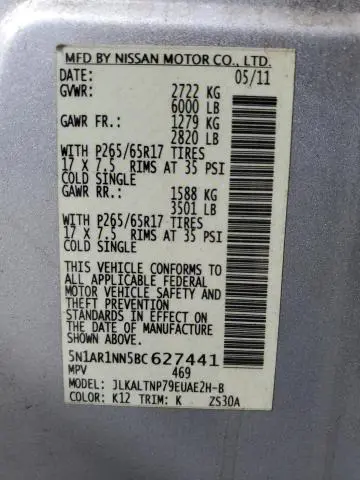 MFD BY NISSAN MOTOR CO., LTD.
DATE: 05/11
GVWR: 2722 KG
6000 LB
GAWR FR.: 1279 KG
2820 LB
WITH P265/65R17 TIRES
17 X 7.5 RIMS AT 35 PSI
COLD SINGLE
GAWR RR.: 1588 KG
3501 LB
WITH P265/65R17 TIRES
17 X 7.5 RIMS AT 35 PSI
COLD SINGLE
THIS VEHICLE CONFORMS TO
ALL APPLICABLE FEDERAL
MOTOR VEHICLE SAFETY AND
THEFT PREVENTION
STANDARDS IN EFFECT ON
THE DATE OF MANUFACTURE
SHOWN ABOVE.
5N1AR1NN5BC 627441
MPV 469
MODEL: JLKALTNP79EUAE2H-B
COLOR: K12 TRIM: K ZS30A